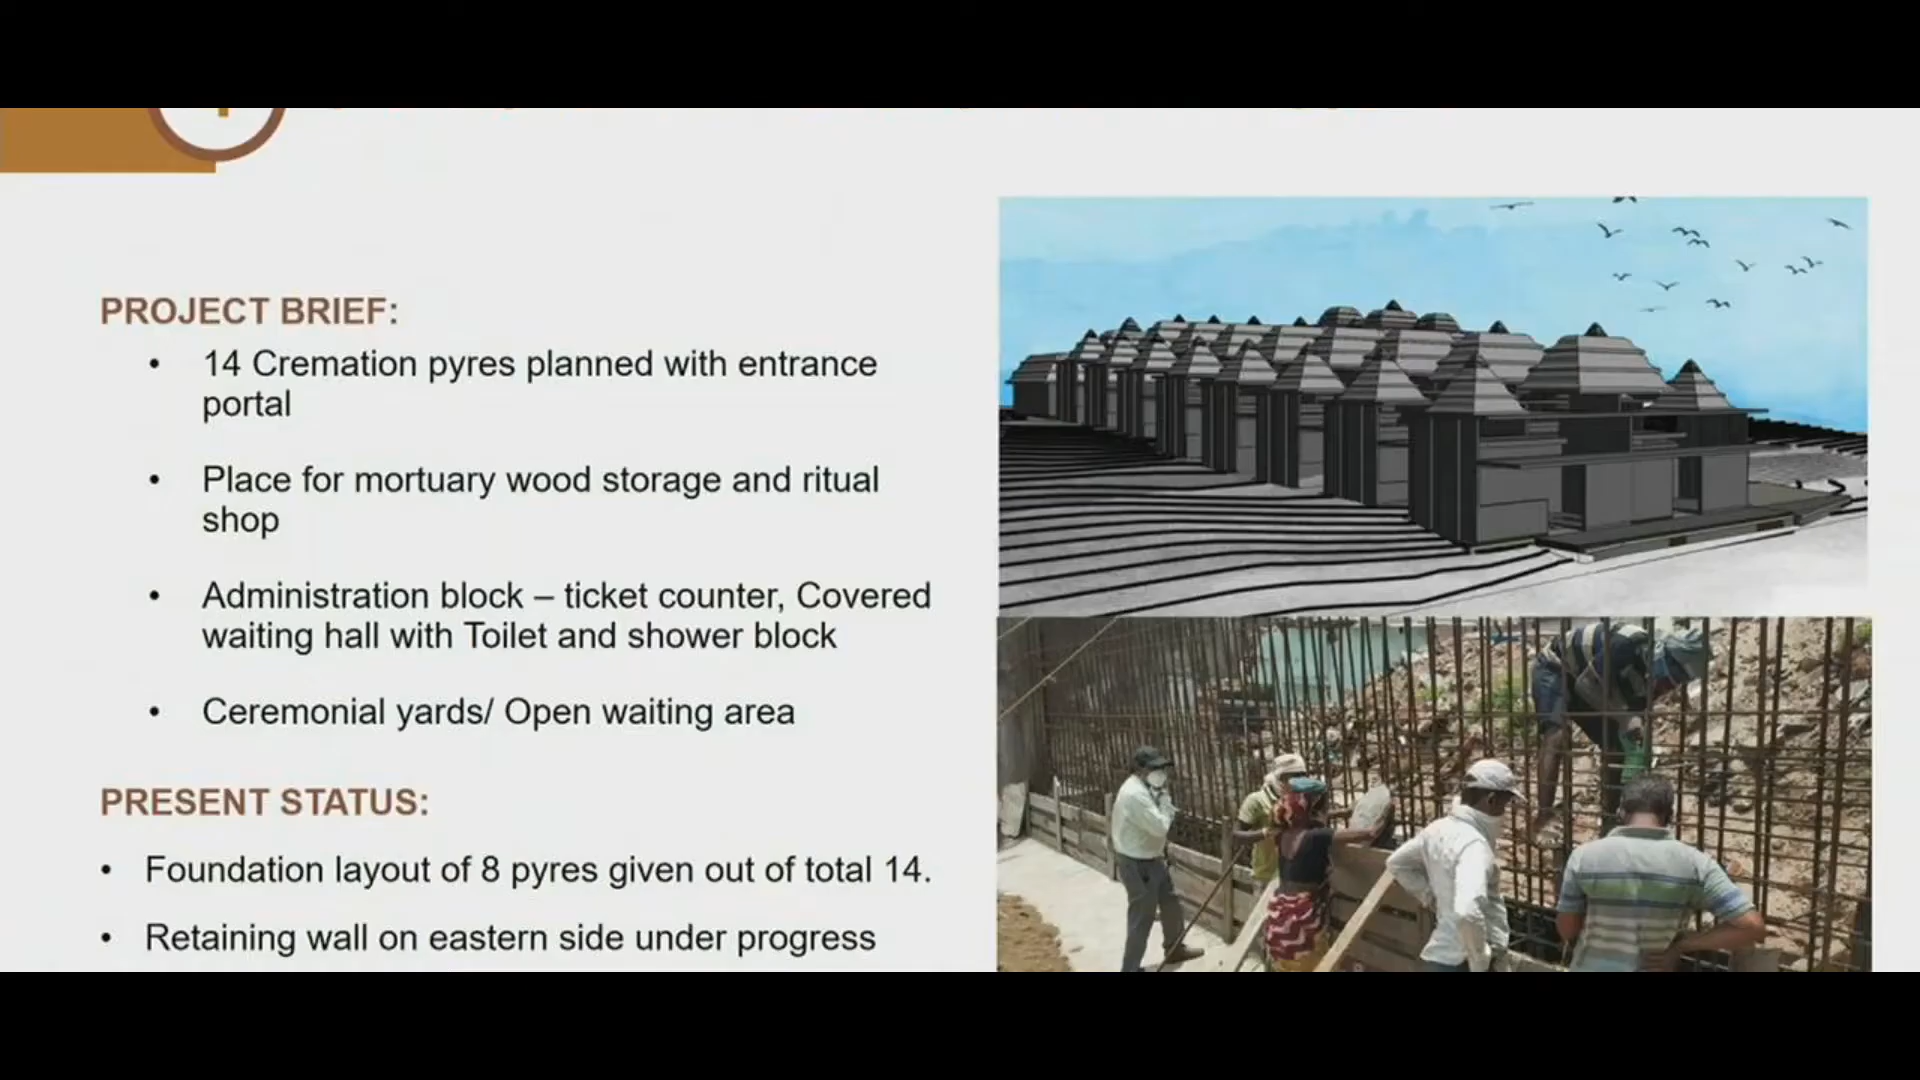 PROJECT BRIEF:
• 14 Cremation pyres planned with entrance
portal
• Place for mortuary wood storage and ritual
shop
• Administration block – ticket counter, Covered
waiting hall with Toilet and shower block
• Ceremonial yards/ Open waiting area
PRESENT STATUS:
• Foundation layout of 8 pyres given out of total 14.
• Retaining wall on eastern side under progress